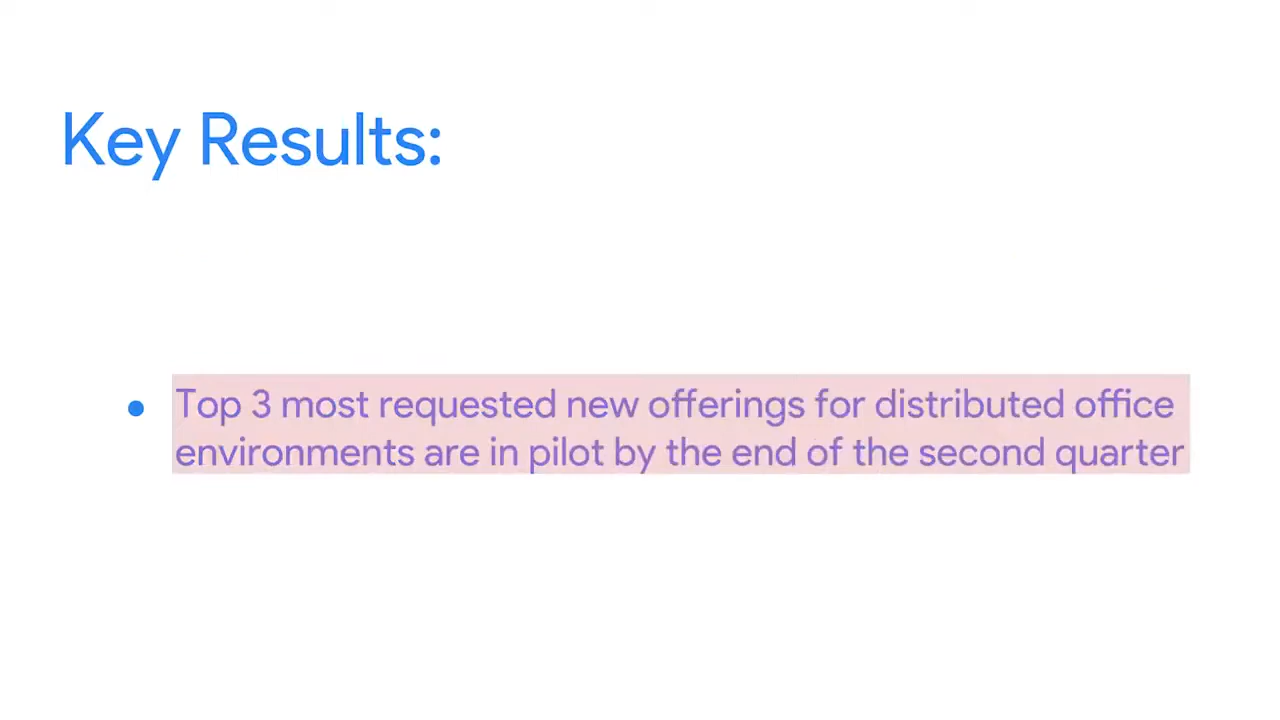 Key Results:
• Top 3 most requested new offerings for distributed office
environments are in pilot by the end of the second quarter